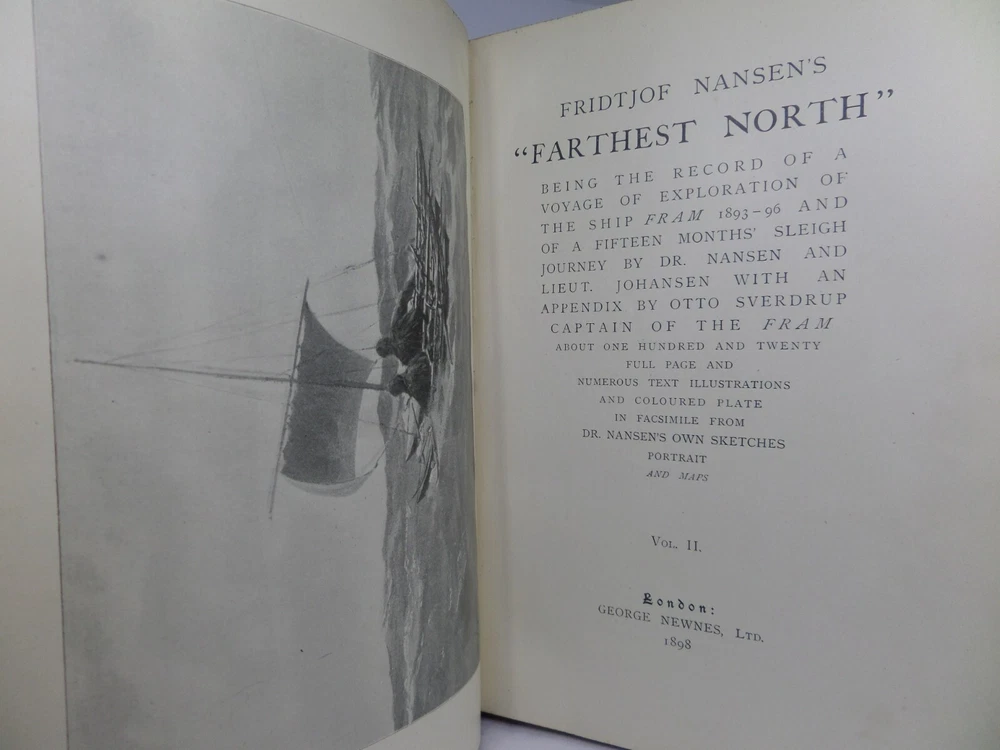 FRIDTJOF NANSEN'S
“FARTHEST NORTH”
BEING THE RECORD OF A
VOYAGE OF EXPLORATION OF
THE SHIP FRAM 1893–96 AND
OF A FIFTEEN MONTHS' SLEIGH
JOURNEY BY DR. NANSEN AND
LIEUT. JOHANSEN WITH AN
APPENDIX BY OTTO SVERDRUP
CAPTAIN OF THE FRAM
ABOUT ONE HUNDRED AND TWENTY
FULL PAGE AND
NUMEROUS TEXT ILLUSTRATIONS
AND COLOURED PLATE
IN FACSIMILE FROM
DR. NANSEN'S OWN SKETCHES
PORTRAIT
AND MAPS
VOL. II.
London:
GEORGE NEWNES, LTD.
1898